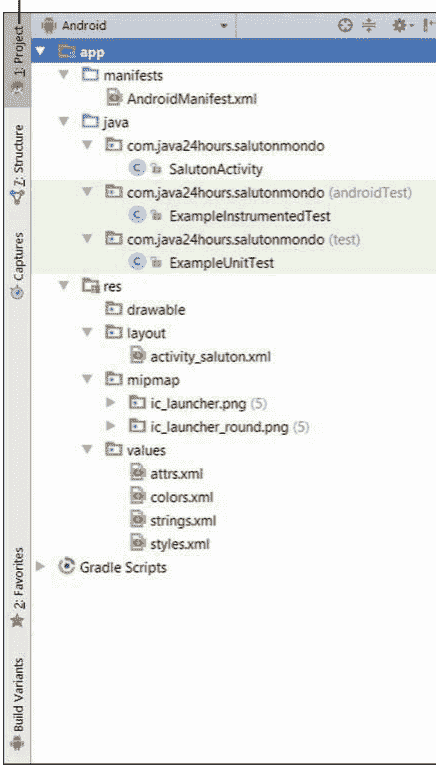 Android
1: Project
7: Structure
Captures
2: Favorites
Build Variants
app
manifests
AndroidManifest.xml
java
com.java24hours.salutonmondo
SalutonActivity
com.java24hours.salutonmondo (androidTest)
ExampleInstrumentedTest
com.java24hours.salutonmondo (test)
ExampleUnitTest
res
drawable
layout
activity_saluton.xml
mipmap
ic_launcher.png (5)
ic_launcher_round.png (5)
values
attrs.xml
colors.xml
strings.xml
styles.xml
Gradle Scripts